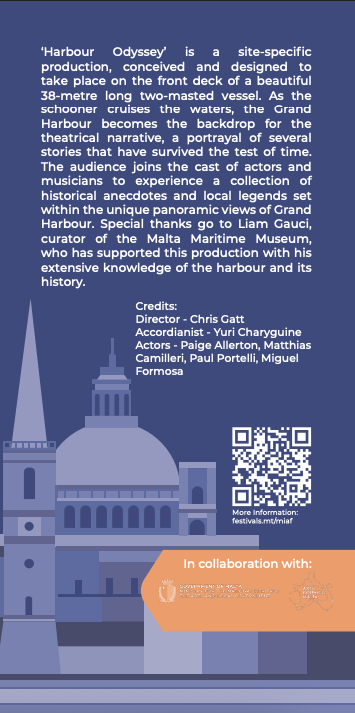 ‘Harbour Odyssey’ is a site-specific
production, conceived and designed to
take place on the front deck of a beautiful
38-metre long two-masted vessel. As the
schooner cruises the waters, the Grand
Harbour becomes the backdrop for the
theatrical narrative, a portrayal of several
stories that have survived the test of time.
The audience joins the cast of actors and
musicians to experience a collection of
historical anecdotes and local legends set
within the unique panoramic views of Grand
Harbour. Special thanks go to Liam Gauci,
curator of the Malta Maritime Museum,
who has supported this production with his
extensive knowledge of the harbour and its
history.
Credits:
Director - Chris Gatt
Accordianist - Yuri Charyguine
Actors - Paige Allerton, Matthias
Camilleri, Paul Portelli, Miguel
Formosa
More Information:
festivals.mt/miaf
In collaboration with:
GOVERNMENT OF MALTA